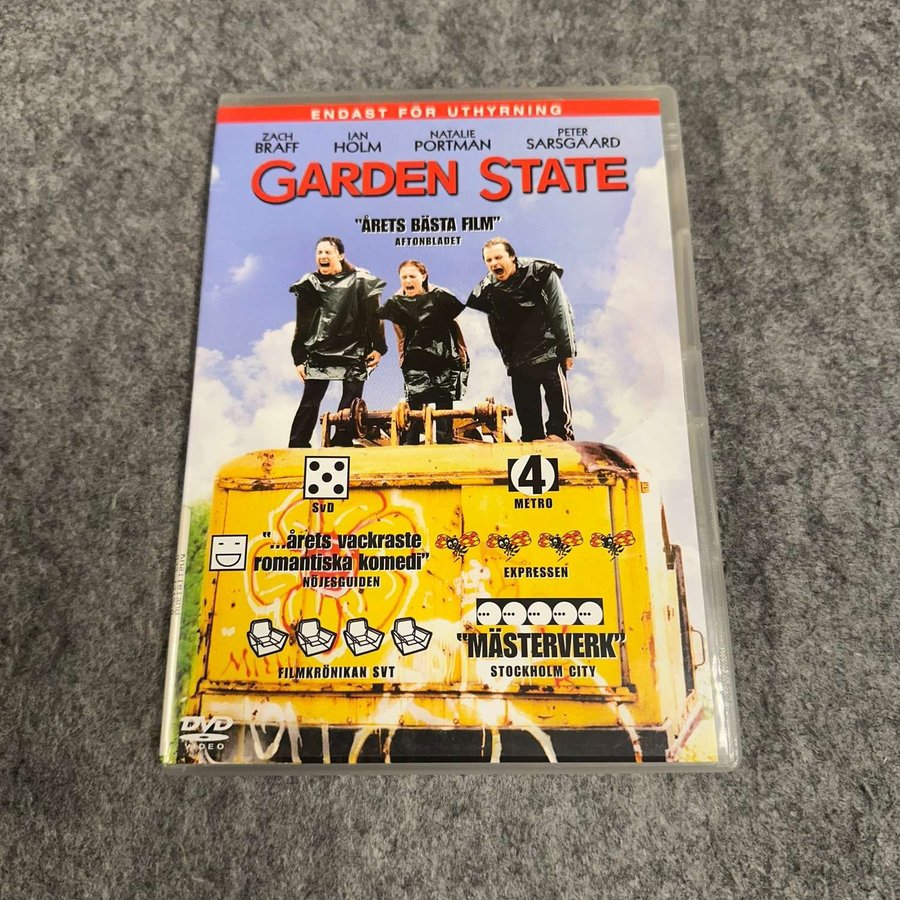 ENDAST FÖR UTHYRNING
ZACH BRAFF
IAN HOLM
NATALIE PORTMAN
PETER SARSGAARD
GARDEN STATE
"ÅRETS BÄSTA FILM"
AFTONBLADET
SvD
4
METRO
"...årets vackraste
romantiska komedi"
NÖJESGUIDEN
EXPRESSEN
FILMKRÖNIKAN SVT
"MÄSTERVERK"
STOCKHOLM CITY
DVD
VIDEO